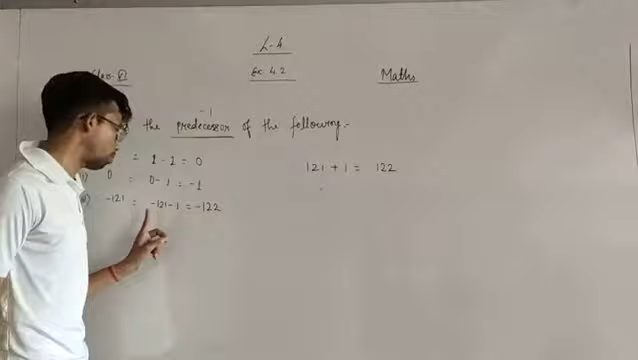 L-4
Ex 4.2
Maths
-1
the predecessor of the following:-
= 1 - 1 = 0
0 = 0 - 1 = -1
-121 = -121 - 1 = -122
121 + 1 = 122